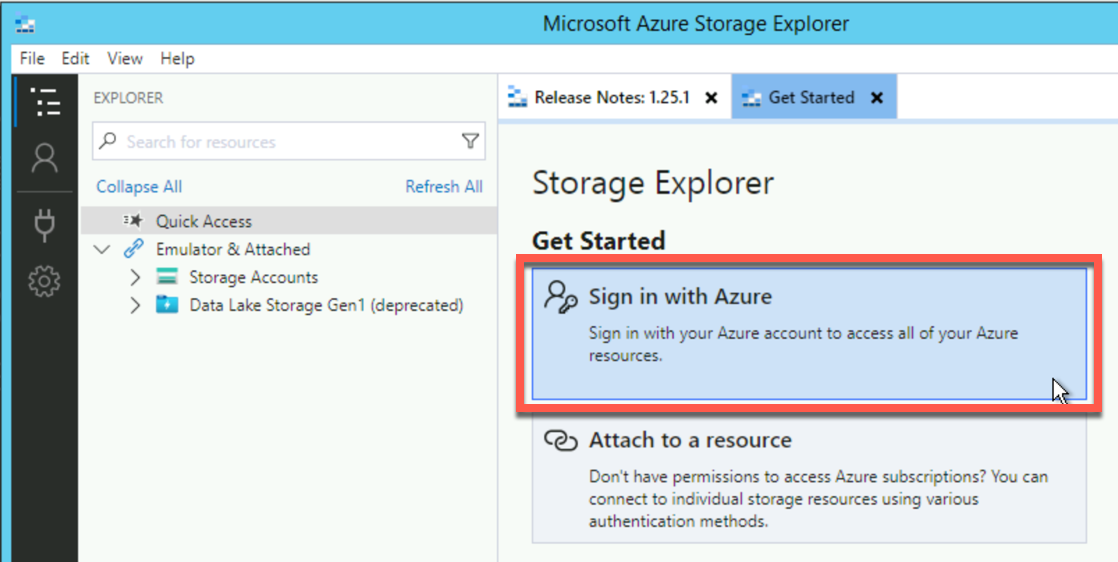 Microsoft Azure Storage Explorer
File Edit View Help
EXPLORER
Search for resources
Collapse All Refresh All
Quick Access
Emulator & Attached
Storage Accounts
Data Lake Storage Gen1 (deprecated)
Release Notes: 1.25.1 Get Started
Storage Explorer
Get Started
Sign in with Azure
Sign in with your Azure account to access all of your Azure
resources.
Attach to a resource
Don't have permissions to access Azure subscriptions? You can
connect to individual storage resources using various
authentication methods.